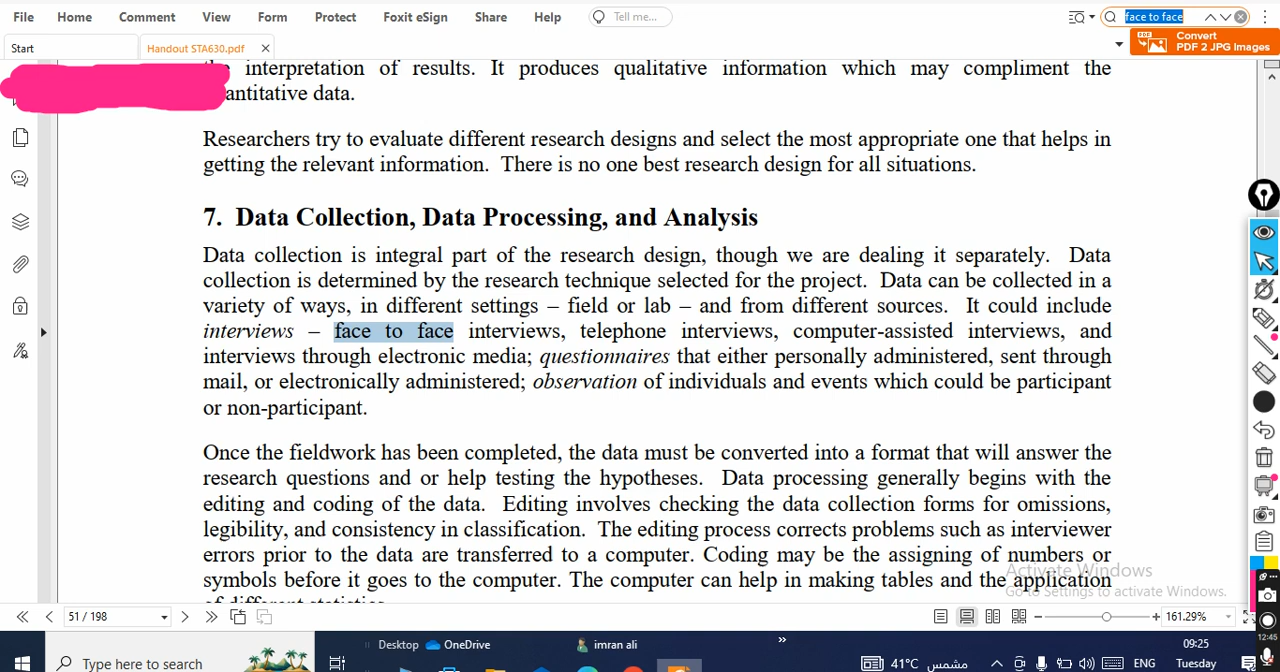 File Home Comment View Form Protect Foxit eSign Share Help Tell me... face to face
Start Handout STA630.pdf Convert
PDF 2 JPG Images
interpretation of results. It produces qualitative information which may compliment the
antitative data.
Researchers try to evaluate different research designs and select the most appropriate one that helps in
getting the relevant information. There is no one best research design for all situations.
7. Data Collection, Data Processing, and Analysis
Data collection is integral part of the research design, though we are dealing it separately. Data
collection is determined by the research technique selected for the project. Data can be collected in a
variety of ways, in different settings – field or lab – and from different sources. It could include
interviews – face to face interviews, telephone interviews, computer-assisted interviews, and
interviews through electronic media; questionnaires that either personally administered, sent through
mail, or electronically administered; observation of individuals and events which could be participant
or non-participant.
Once the fieldwork has been completed, the data must be converted into a format that will answer the
research questions and or help testing the hypotheses. Data processing generally begins with the
editing and coding of the data. Editing involves checking the data collection forms for omissions,
legibility, and consistency in classification. The editing process corrects problems such as interviewer
errors prior to the data are transferred to a computer. Coding may be the assigning of numbers or
symbols before it goes to the computer. The computer can help in making tables and the application
of different statistics.
Activate Windows
Go to Settings to activate Windows.
51 / 198 161.29%
12:45
Desktop OneDrive imran ali » 09:25
Type here to search 41°C مشمس ENG Tuesday